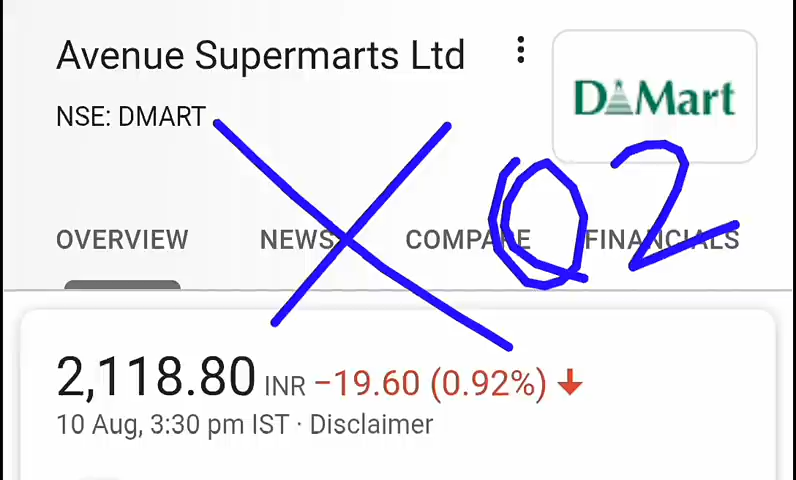 Avenue Supermarts Ltd
DMart
NSE: DMART
X 02
OVERVIEW NEWS COMPARE FINANCIALS
2,118.80 INR −19.60 (0.92%) ↓
10 Aug, 3:30 pm IST · Disclaimer